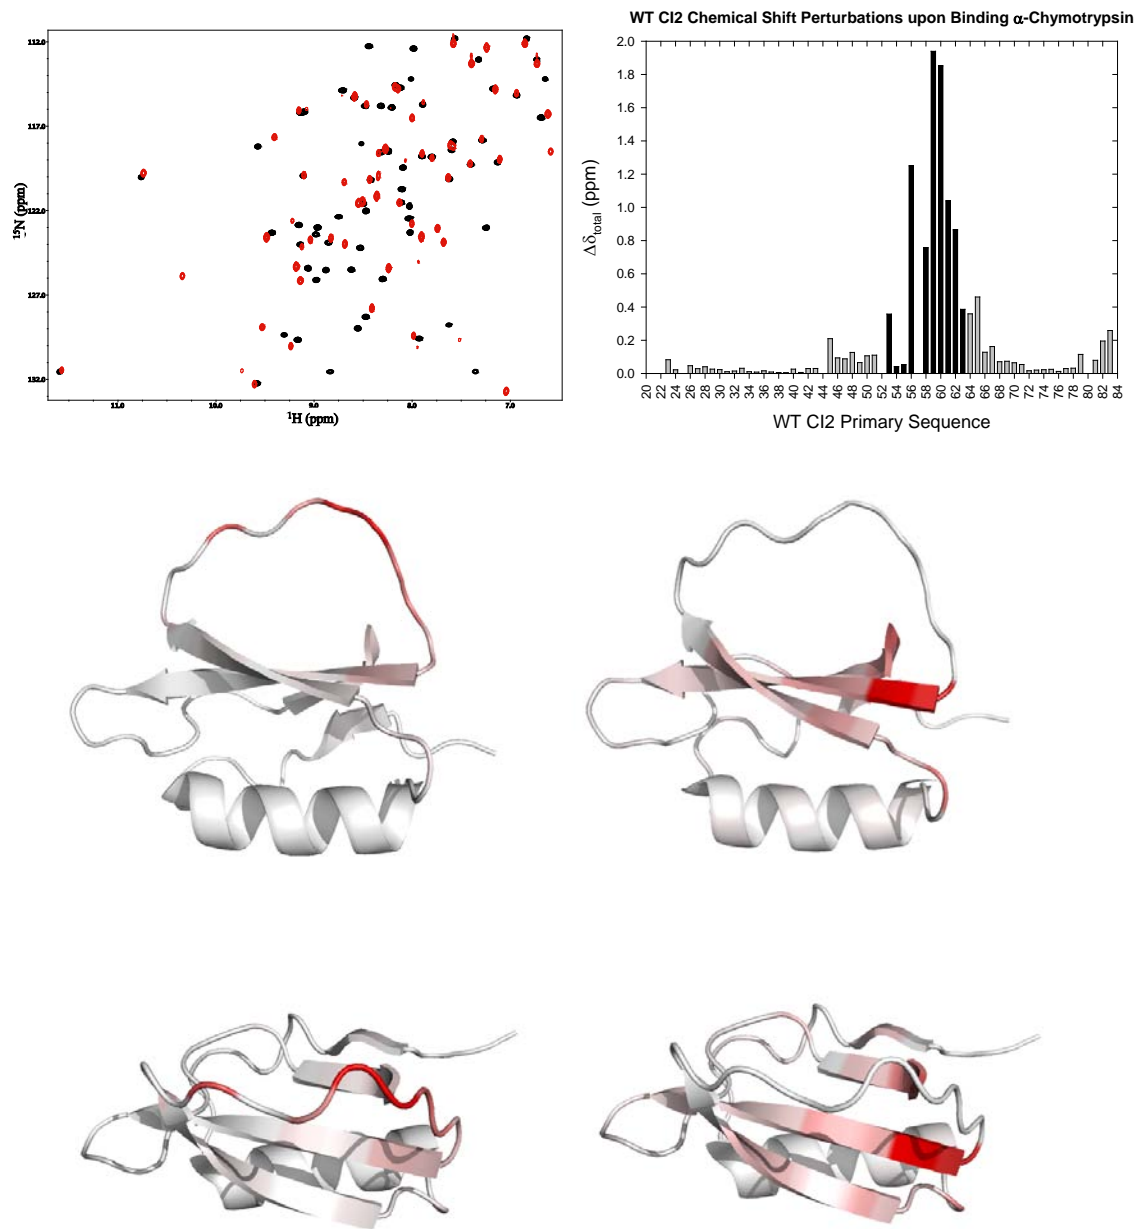 WT CI2 Chemical Shift Perturbations upon Binding α-Chymotrypsin
112.0
117.0
122.0
127.0
132.0
¹⁵N (ppm)
11.0 10.0 9.0 8.0 7.0
¹H (ppm)
2.0
1.8
1.6
1.4
1.2
1.0
0.8
0.6
0.4
0.2
0.0
Δδtotal (ppm)
20 22 23 24 26 28 30 32 34 36 38 40 42 44 46 48 50 52 54 56 58 60 62 64 66 68 70 72 74 76 78 80 82 84
WT CI2 Primary Sequence